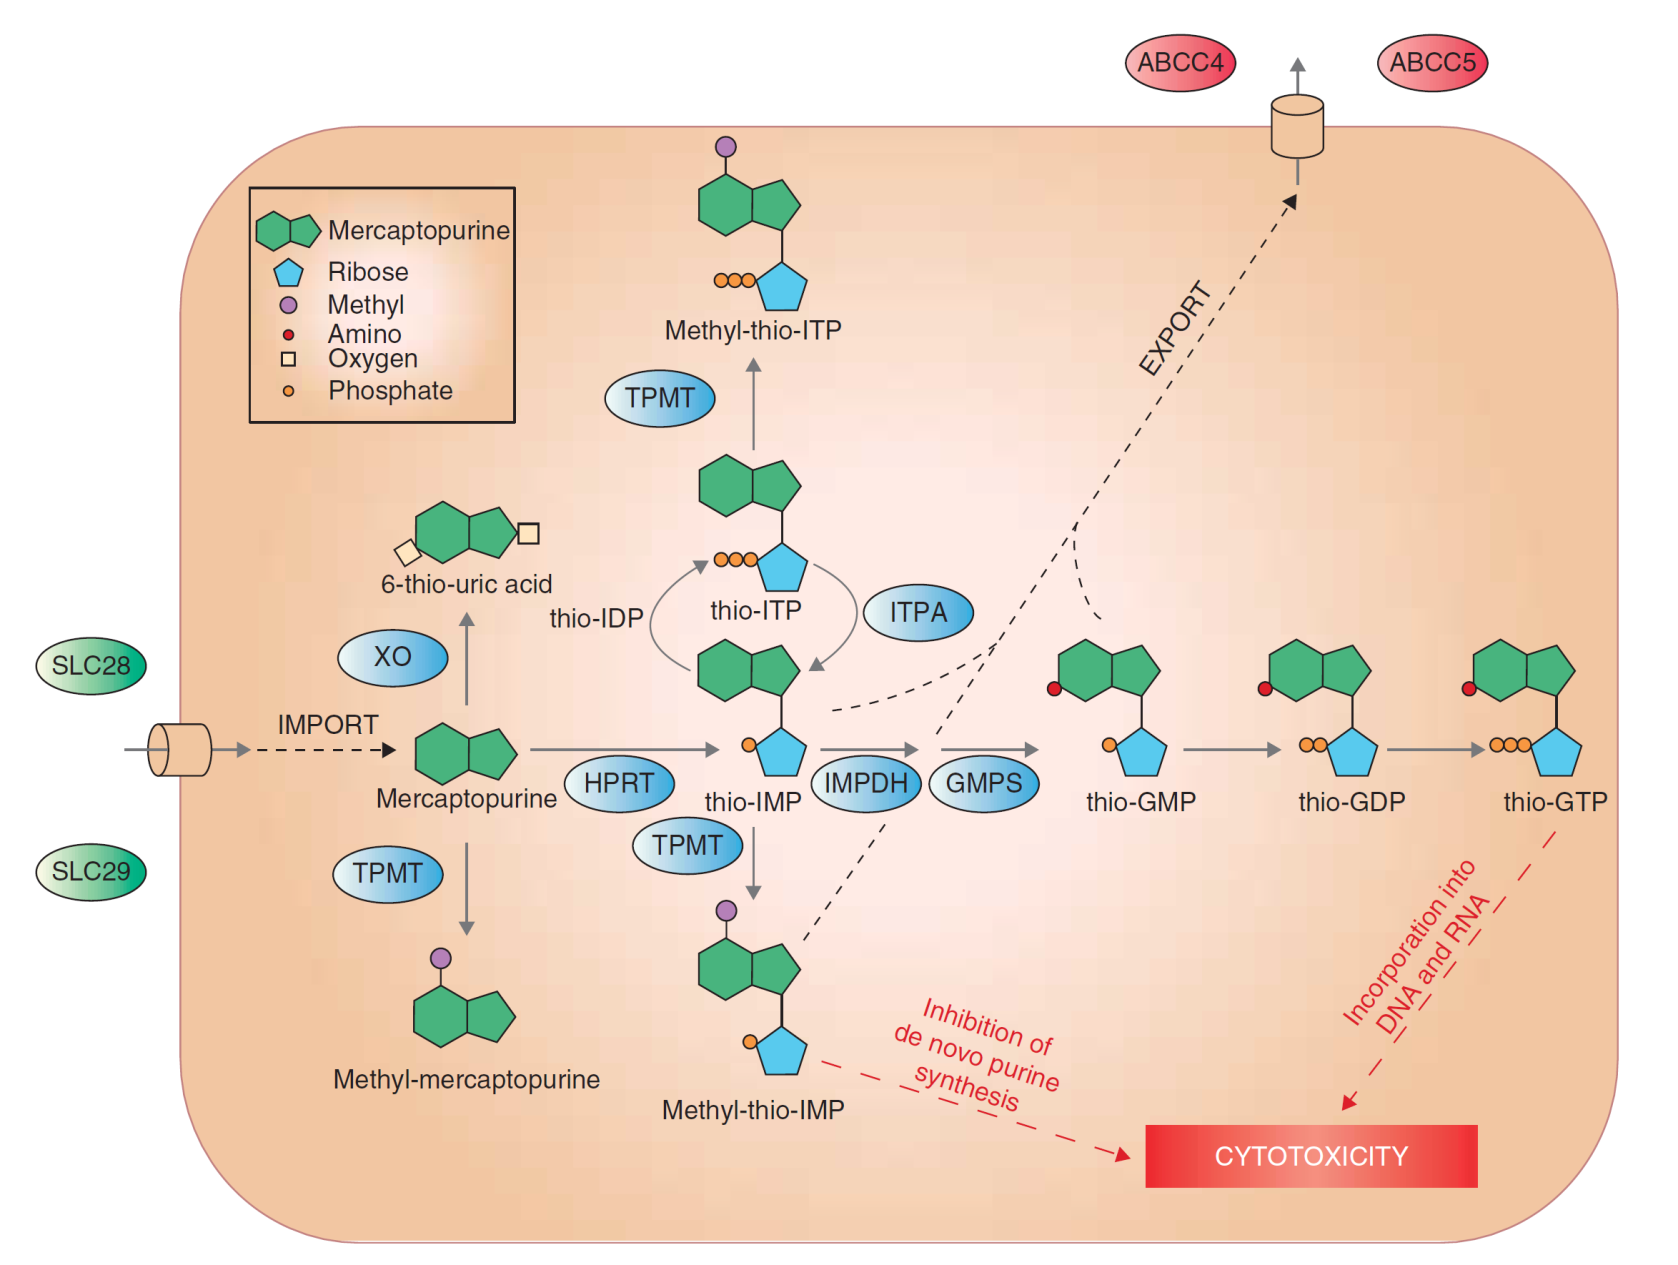 ABCC4
ABCC5
Mercaptopurine
Ribose
Methyl
Amino
Oxygen
Phosphate
Methyl-thio-ITP
TPMT
EXPORT
6-thio-uric acid
thio-IDP
thio-ITP
ITPA
XO
SLC28
IMPORT
Mercaptopurine
HPRT
thio-IMP
IMPDH
GMPS
thio-GMP
thio-GDP
thio-GTP
SLC29
TPMT
TPMT
Methyl-mercaptopurine
Methyl-thio-IMP
Inhibition of
de novo purine
synthesis
Incorporation into
DNA and RNA
CYTOTOXICITY